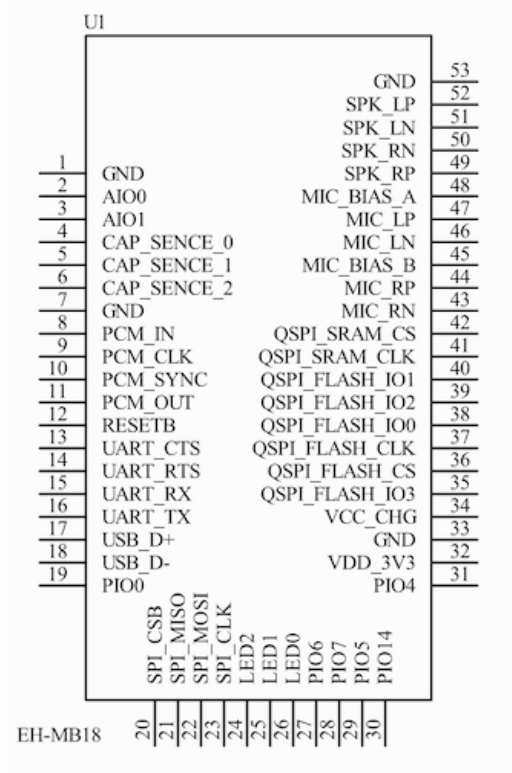 U1
1 GND
2 AIO0
3 AIO1
4 CAP_SENCE_0
5 CAP_SENCE_1
6 CAP_SENCE_2
7 GND
8 PCM_IN
9 PCM_CLK
10 PCM_SYNC
11 PCM_OUT
12 RESETB
13 UART_CTS
14 UART_RTS
15 UART_RX
16 UART_TX
17 USB_D+
18 USB_D-
19 PIO0
GND 53
SPK_LP 52
SPK_LN 51
SPK_RN 50
SPK_RP 49
MIC_BIAS_A 48
MIC_LP 47
MIC_LN 46
MIC_BIAS_B 45
MIC_RP 44
MIC_RN 43
QSPI_SRAM_CS 42
QSPI_SRAM_CLK 41
QSPI_FLASH_IO1 40
QSPI_FLASH_IO2 39
QSPI_FLASH_IO0 38
QSPI_FLASH_CLK 37
QSPI_FLASH_CS 36
QSPI_FLASH_IO3 35
VCC_CHG 34
GND 33
VDD_3V3 32
PIO4 31
20 SPI_CSB
21 SPI_MISO
22 SPI_MOSI
23 SPI_CLK
24 LED2
25 LED1
26 LED0
27 PIO6
28 PIO7
29 PIO5
30 PIO14
EH-MB18